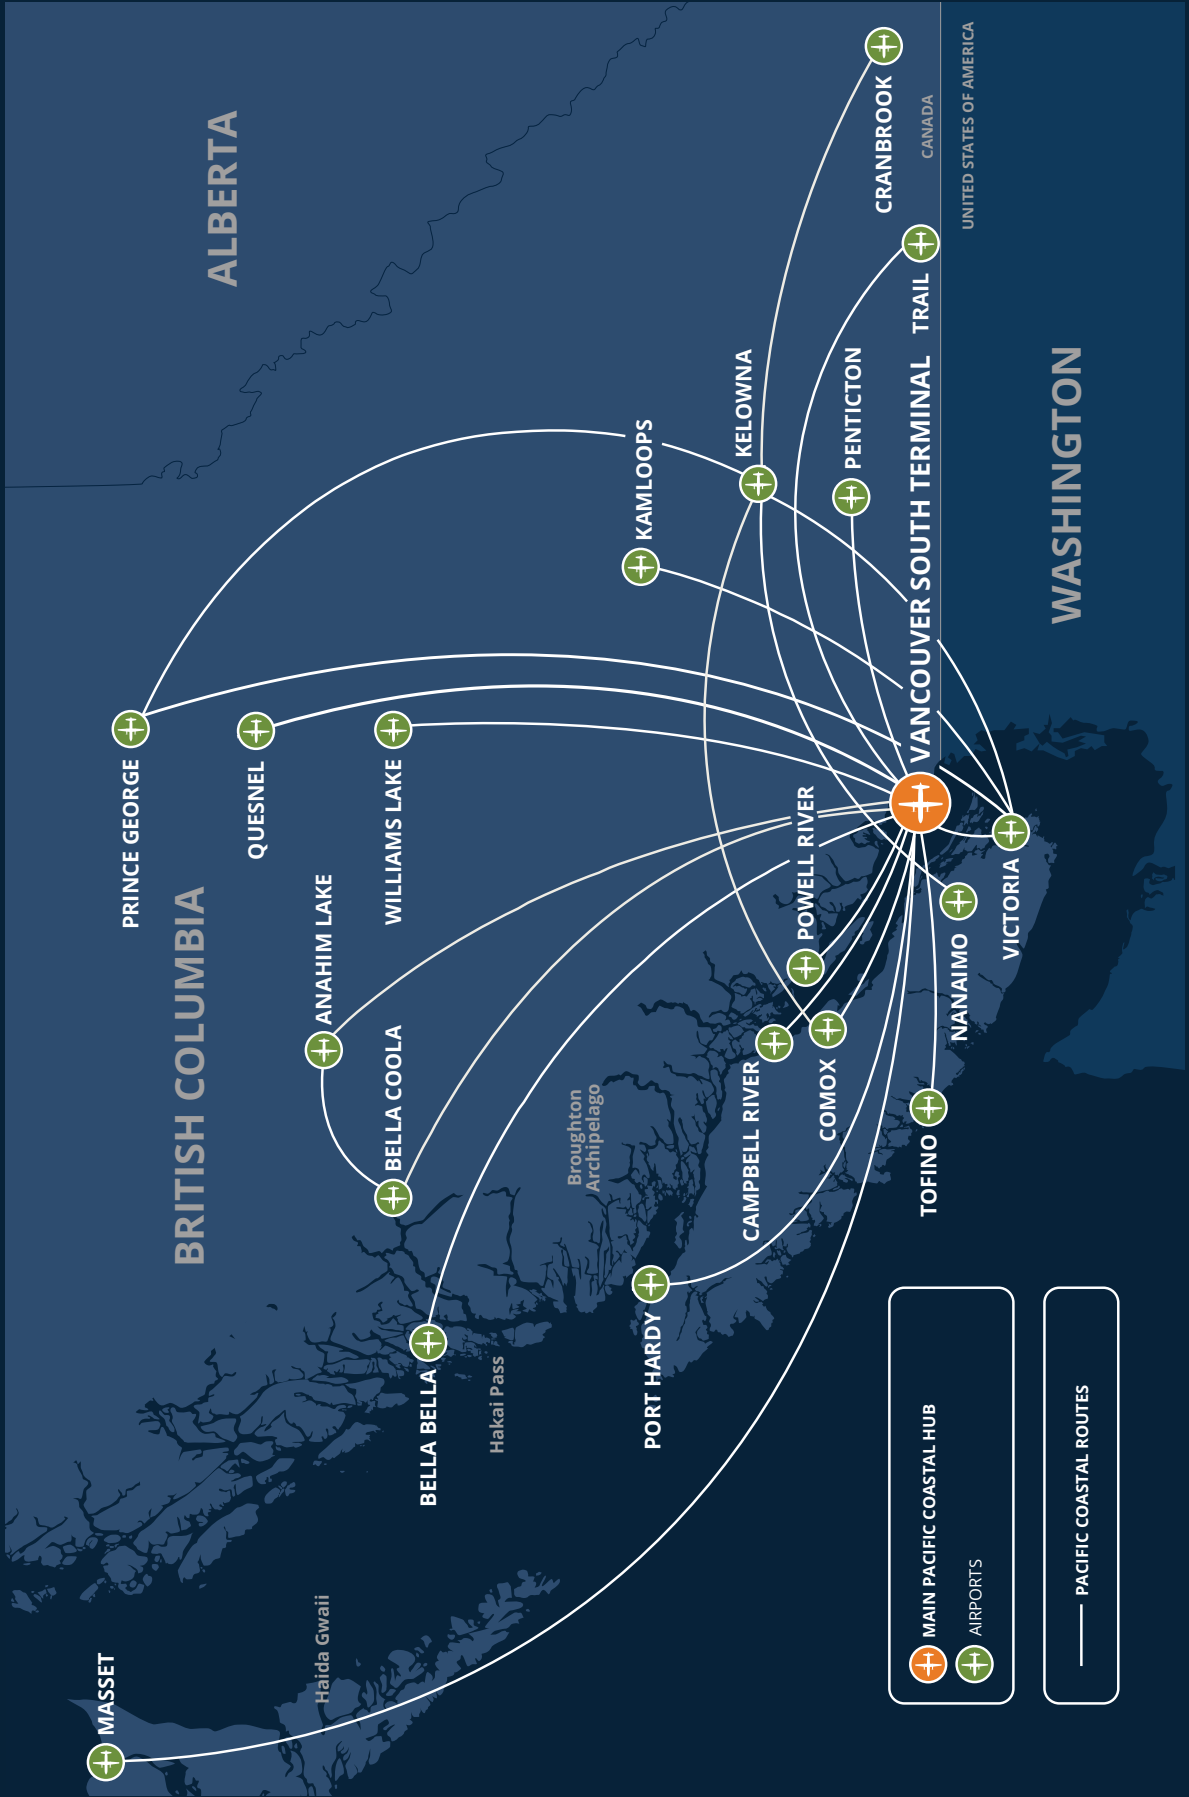 MASSET
Haida Gwaii
BRITISH COLUMBIA
ALBERTA
PRINCE GEORGE
QUESNEL
WILLIAMS LAKE
ANAHIM LAKE
BELLA COOLA
BELLA BELLA
Hakai Pass
Broughton
Archipelago
PORT HARDY
CAMPBELL RIVER
COMOX
POWELL RIVER
KAMLOOPS
KELOWNA
PENTICTON
CRANBROOK
TRAIL
VANCOUVER SOUTH TERMINAL
CANADA
UNITED STATES OF AMERICA
TOFINO
NANAIMO
VICTORIA
WASHINGTON
MAIN PACIFIC COASTAL HUB
AIRPORTS
PACIFIC COASTAL ROUTES